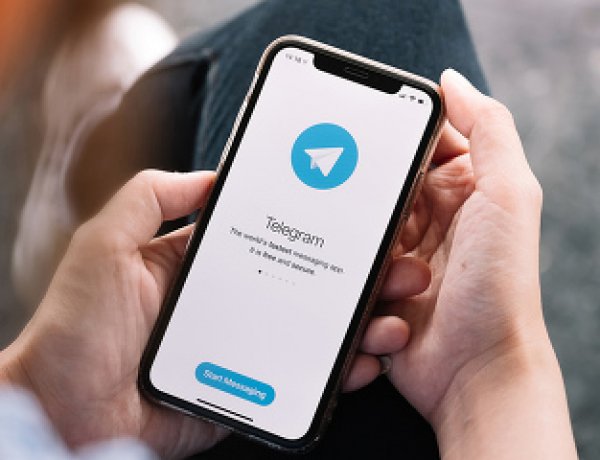 Telegram
The world's fastest messaging app.
It is free and secure.
Start Messaging